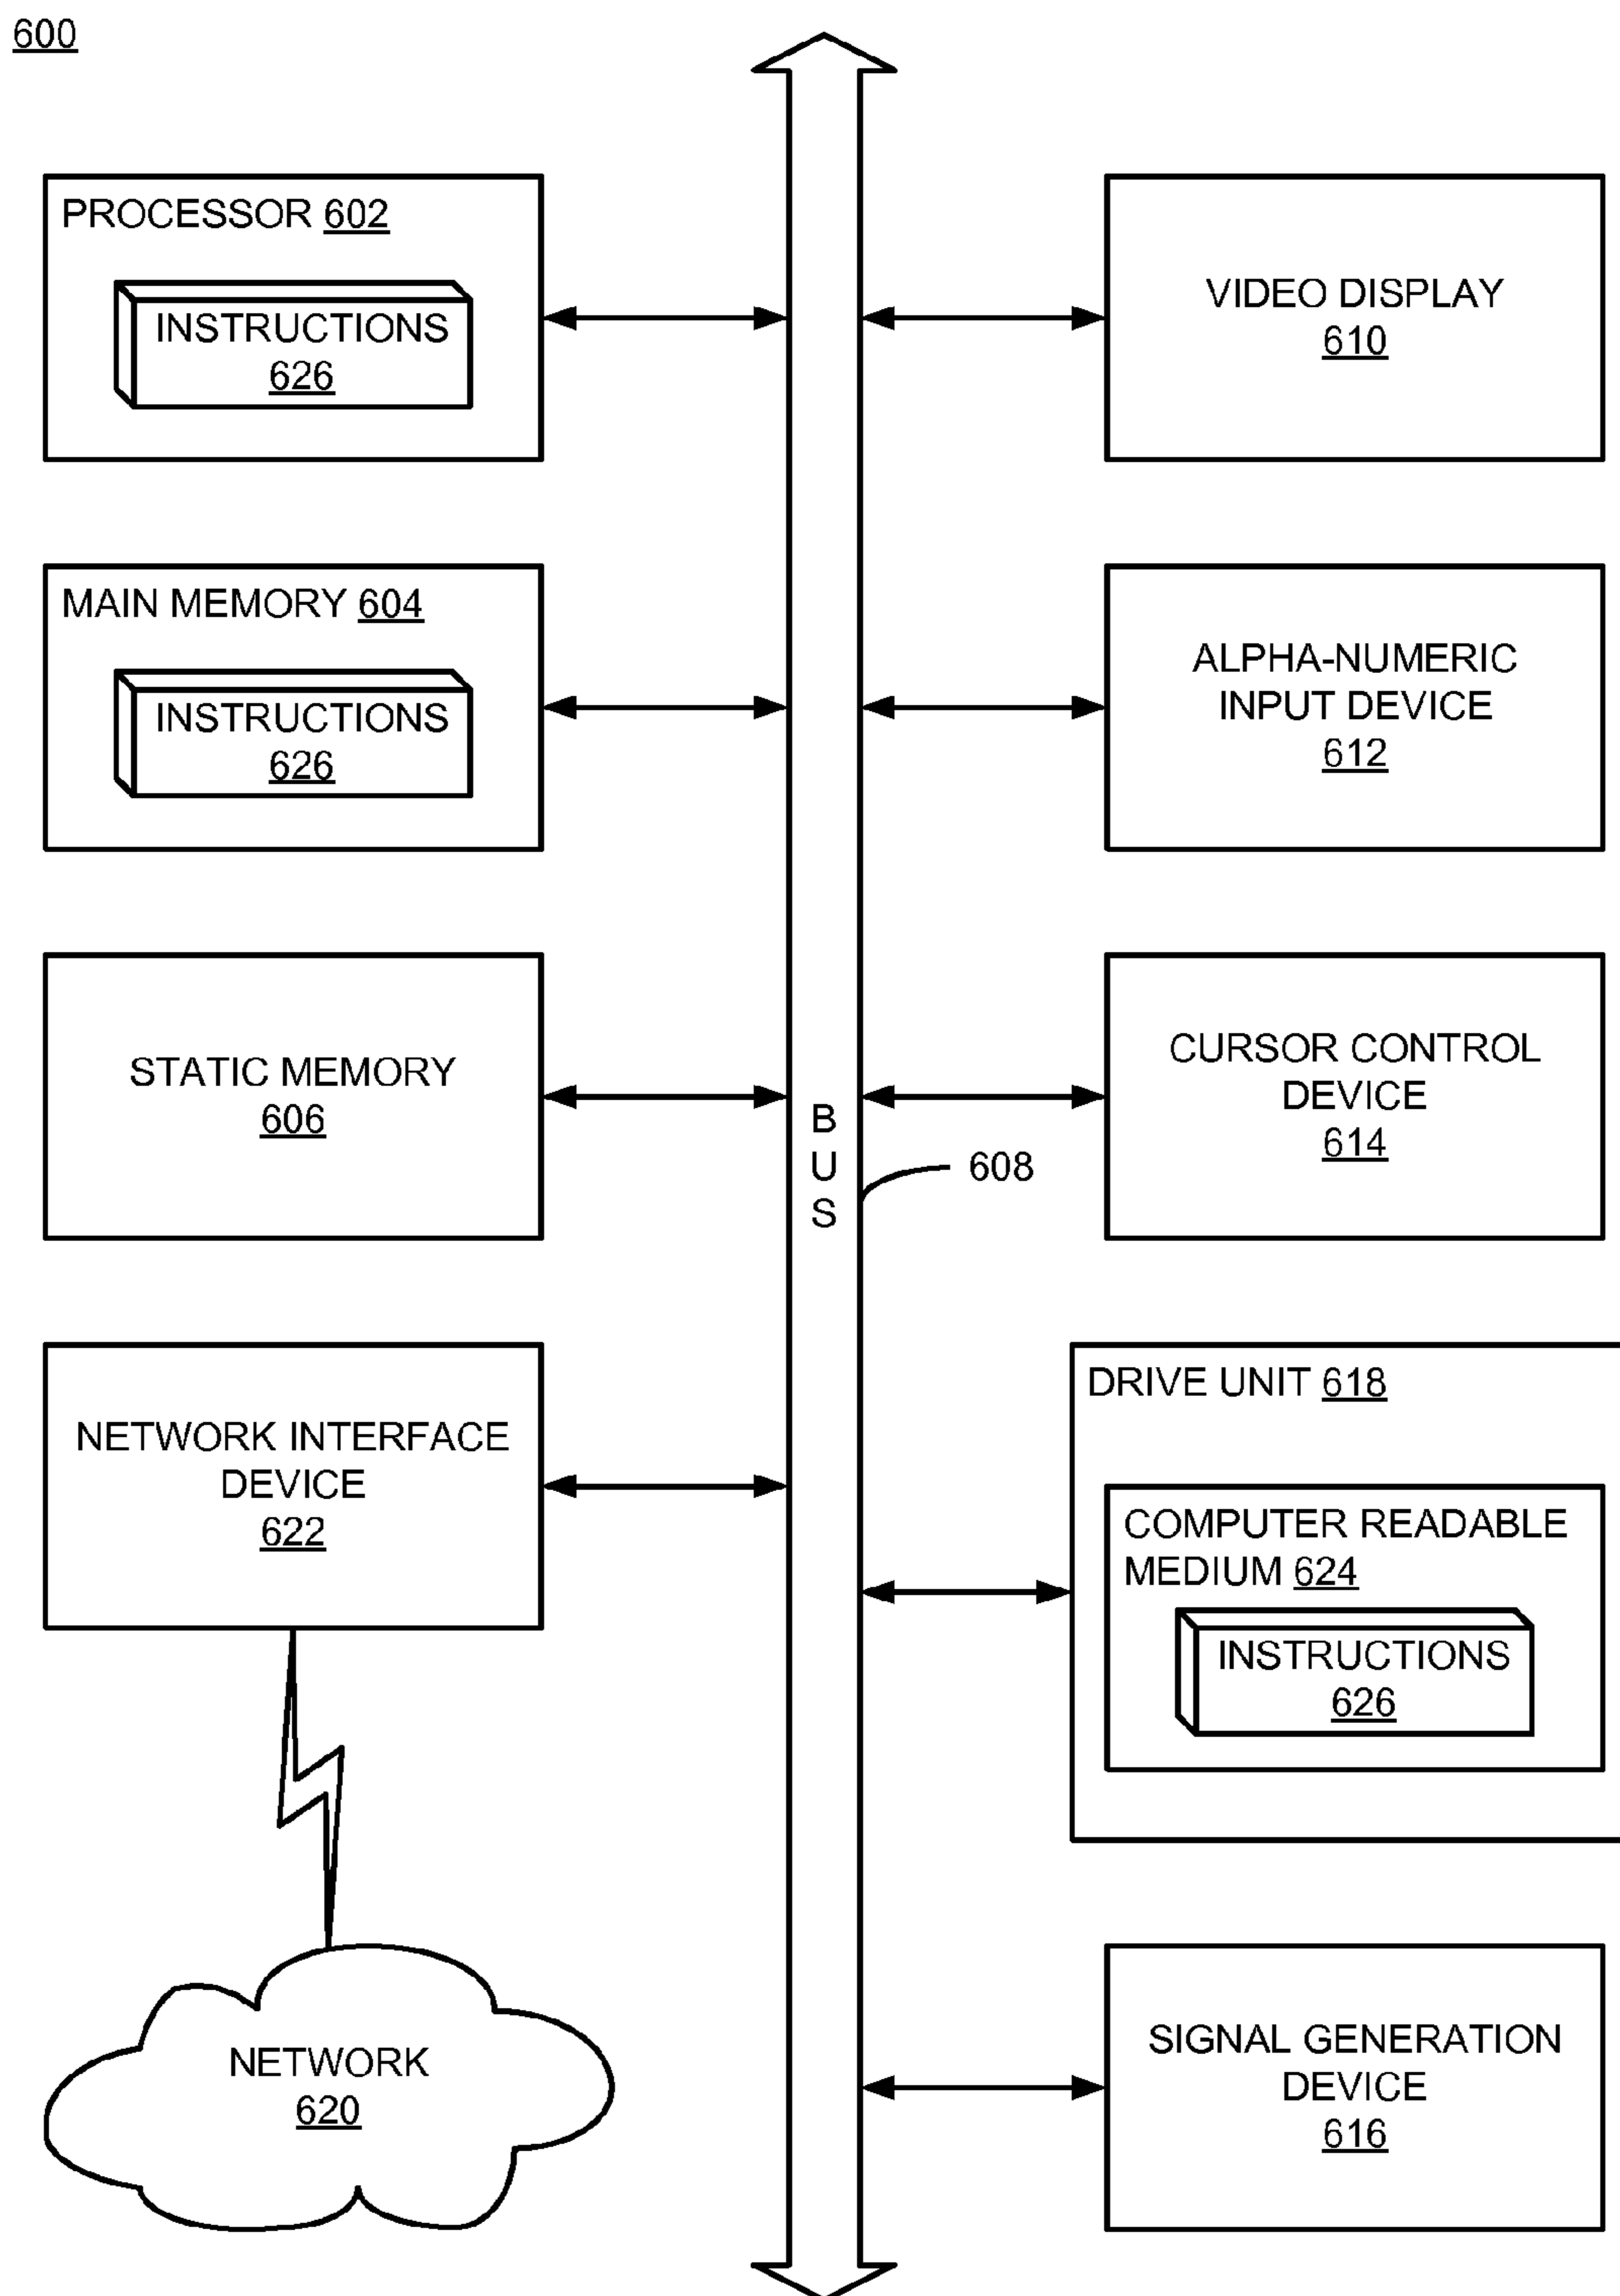 600
PROCESSOR 602
INSTRUCTIONS
626
VIDEO DISPLAY
610
MAIN MEMORY 604
INSTRUCTIONS
626
ALPHA-NUMERIC
INPUT DEVICE
612
STATIC MEMORY
606
CURSOR CONTROL
DEVICE
614
B
U
S
608
NETWORK INTERFACE
DEVICE
622
DRIVE UNIT 618
COMPUTER READABLE
MEDIUM 624
INSTRUCTIONS
626
NETWORK
620
SIGNAL GENERATION
DEVICE
616